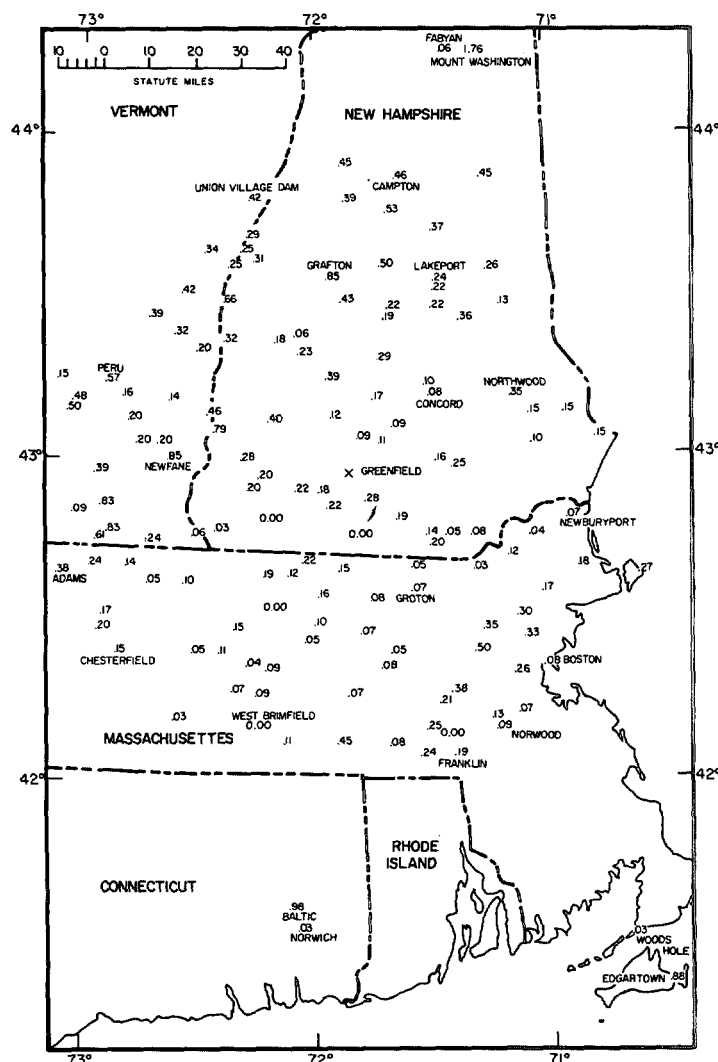 73° 72° 71°
FABYAN
.06 1.76
MOUNT WASHINGTON
10 0 10 20 30 40
STATUTE MILES
VERMONT NEW HAMPSHIRE
44° 44°
.45 .46 .45
CAMPTON
UNION VILLAGE DAM
.42 .39 .53
.29 .37
.34 .25 .31
.25 GRAFTON .50 LAKEPORT .26
.85 .24
.42 .22
.66 .43 .22 .22 .13
.39 .19 .36
.32 .32 .18 .06
.20 .23 .29
.15 PERU
.57 .39 .10 NORTHWOOD
.48 .16 .14 .17 .08 .35
.50 CONCORD
.13 .46 .40 .12 .09 .15 .15
.79 .15
.20 .20 .09 .11 .10
43° .85 .28 .16 43°
.39 NEWFANE .20 GREENFIELD .25
.20 .22 .18
.83 .22 .28
.09 0.00 .19 .07
NEWBURYPORT
.83 .06 .03 0.00 .14 .05 .08 .04
.61 .24 .20
.12
.38 .24 .14 .22 .15 .05 .03 .18
ADAMS .05 .10 .19 .12 .07 .27
.16 .08 GROTON .17
.17 0.00 .30
.20 .15 .10 .07 .35 .33
.15 .05 .11 .05 .05 .50
CHESTERFIELD .04 .09 .08 .08 BOSTON
.26
.07 .09 .07 .38
.21 .07
.03 WEST BRIMFIELD .13
0.00 .25 0.00 .09 NORWOOD
MASSACHUSETTES .11 .45 .08
.24 .19
FRANKLIN
42° 42°
RHODE
ISLAND
CONNECTICUT
.98
BALTIC
.03
NORWICH
.03
WOODS
HOLE
EDGARTOWN .88
73° 72° 71°